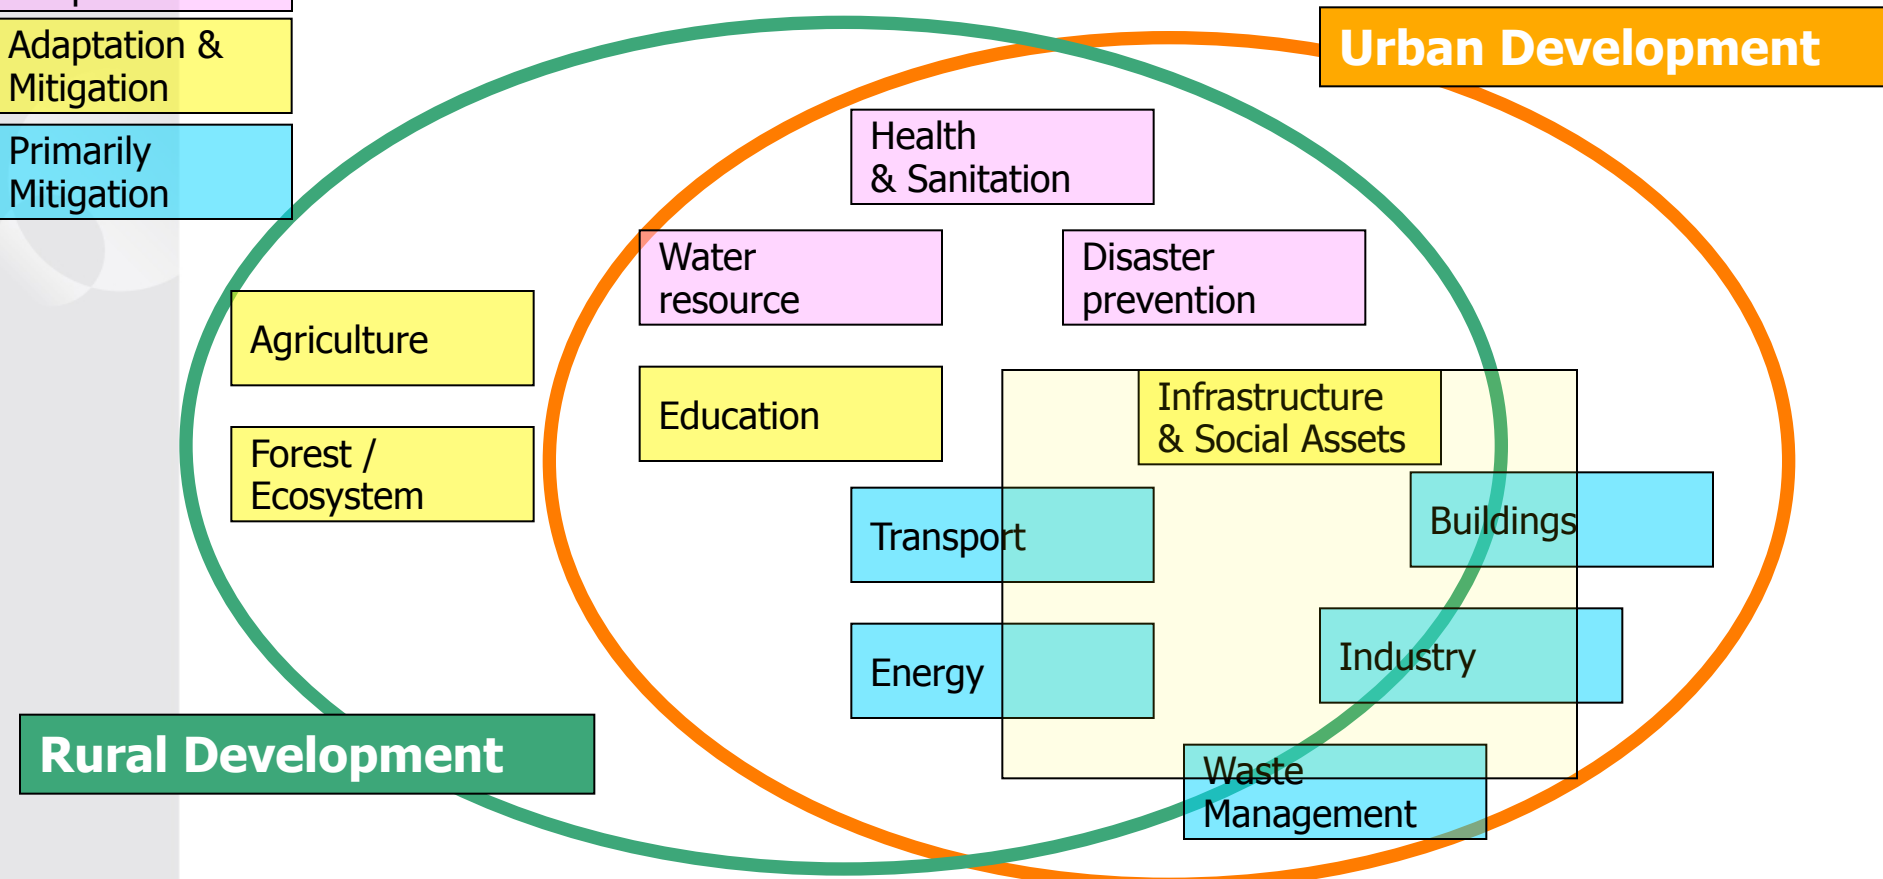 Adaptation &
Mitigation
Primarily
Mitigation
Urban Development
Health
& Sanitation
Water
resource
Disaster
prevention
Agriculture
Education
Infrastructure
& Social Assets
Forest /
Ecosystem
Transport
Buildings
Energy
Industry
Rural Development
Waste
Management